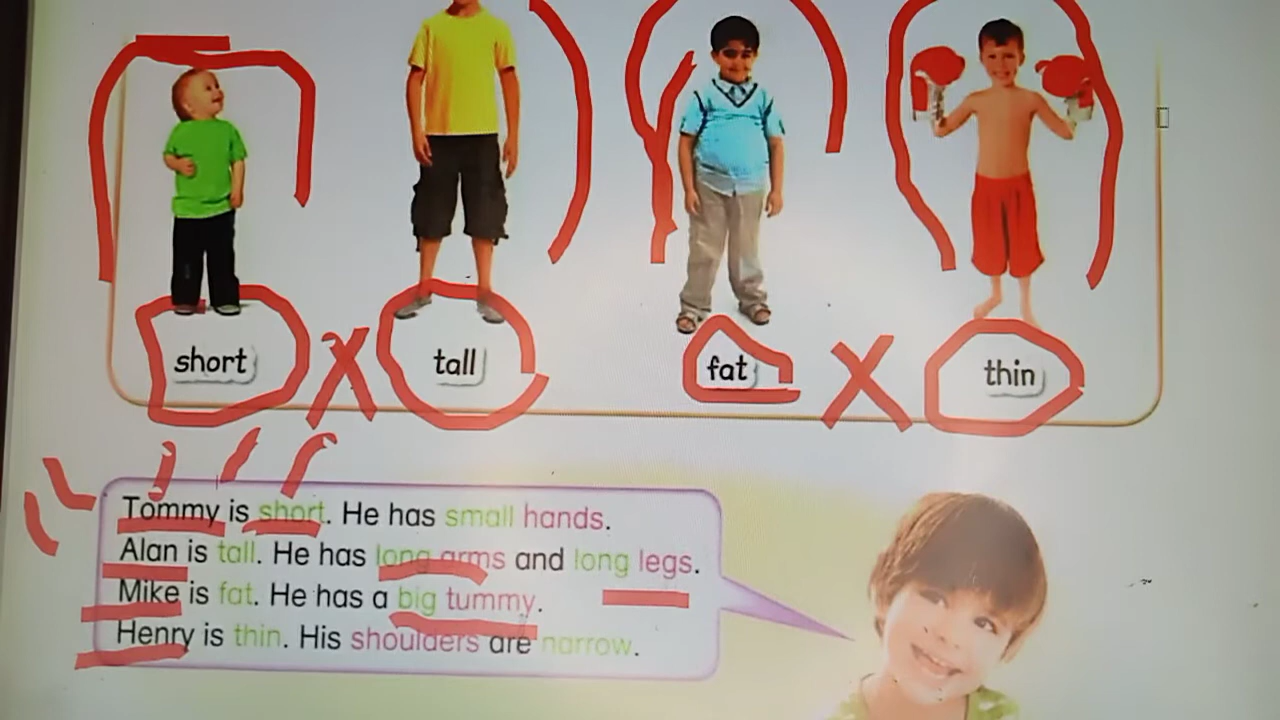 short tall fat thin
Tommy is short. He has small hands.
Alan is tall. He has long arms and long legs.
Mike is fat. He has a big tummy.
Henry is thin. His shoulders are narrow.